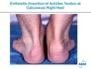 Enthesitis (Insertion of Achilles Tendon at
Calcaneus) Right Heel